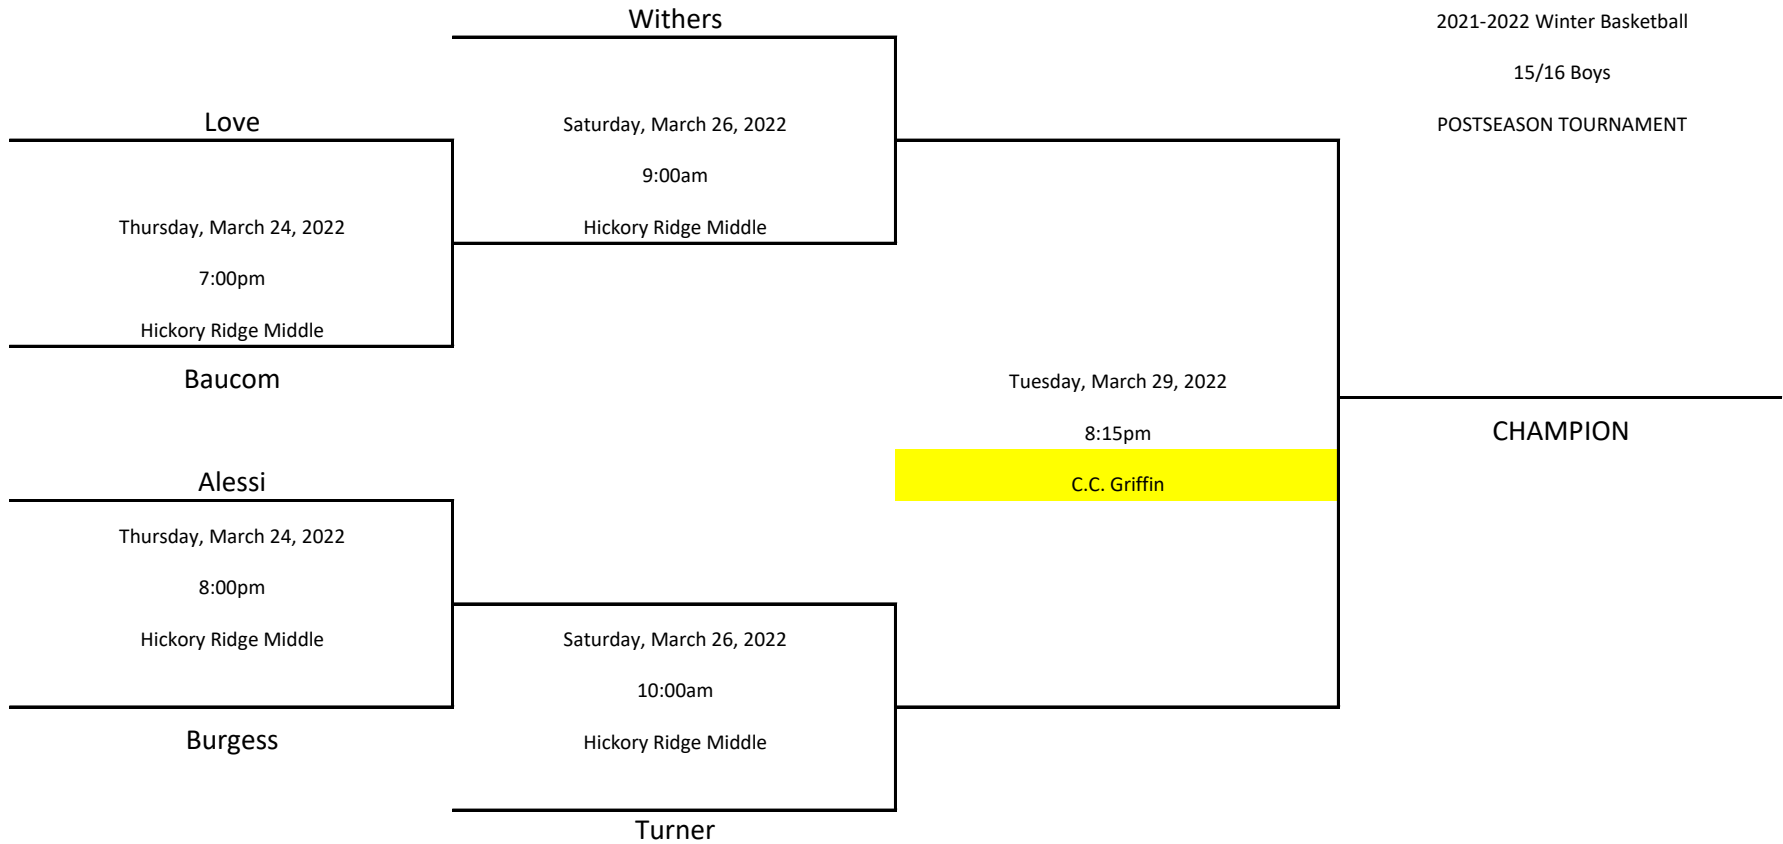 Withers
2021-2022 Winter Basketball
15/16 Boys
Love
Saturday, March 26, 2022
POSTSEASON TOURNAMENT
9:00am
Thursday, March 24, 2022
Hickory Ridge Middle
7:00pm
Hickory Ridge Middle
Baucom
Tuesday, March 29, 2022
8:15pm
CHAMPION
Alessi
C.C. Griffin
Thursday, March 24, 2022
8:00pm
Hickory Ridge Middle
Saturday, March 26, 2022
10:00am
Burgess
Hickory Ridge Middle
Turner